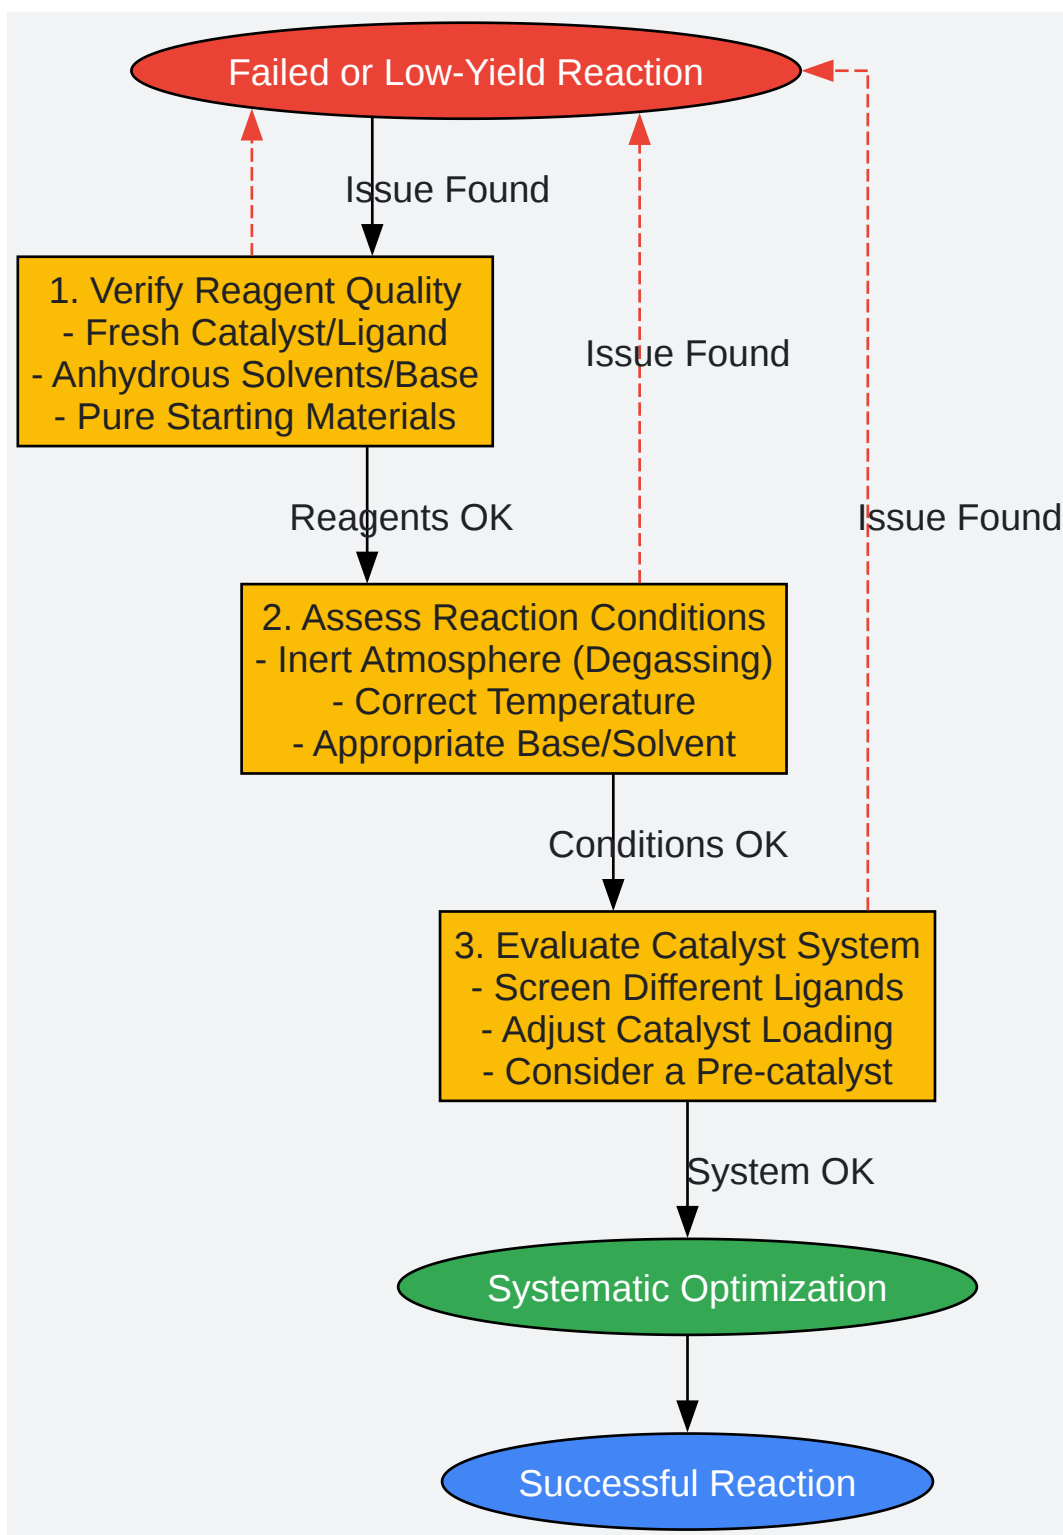 Failed or Low-Yield Reaction
Issue Found
1. Verify Reagent Quality
- Fresh Catalyst/Ligand
- Anhydrous Solvents/Base
- Pure Starting Materials
Issue Found
Reagents OK
Issue Found
2. Assess Reaction Conditions
- Inert Atmosphere (Degassing)
- Correct Temperature
- Appropriate Base/Solvent
Conditions OK
3. Evaluate Catalyst System
- Screen Different Ligands
- Adjust Catalyst Loading
- Consider a Pre-catalyst
System OK
Systematic Optimization
Successful Reaction